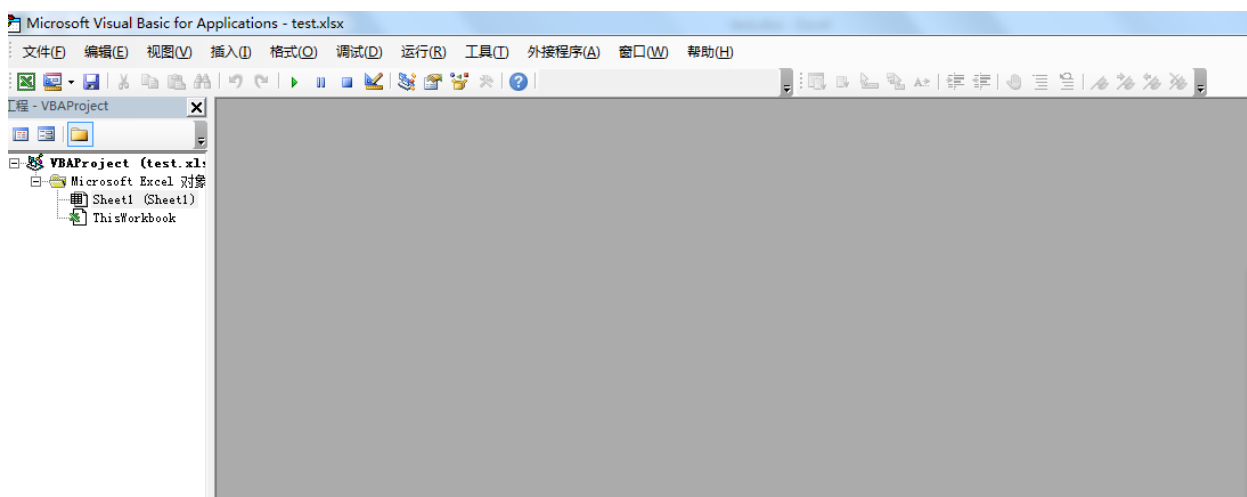 Microsoft Visual Basic for Applications - test.xlsx
文件(F) 编辑(E) 视图(V) 插入(I) 格式(O) 调试(D) 运行(R) 工具(T) 外接程序(A) 窗口(W) 帮助(H)
工程 - VBAProject
VBAProject (test.xl
Microsoft Excel 对象
Sheet1 (Sheet1)
ThisWorkbook